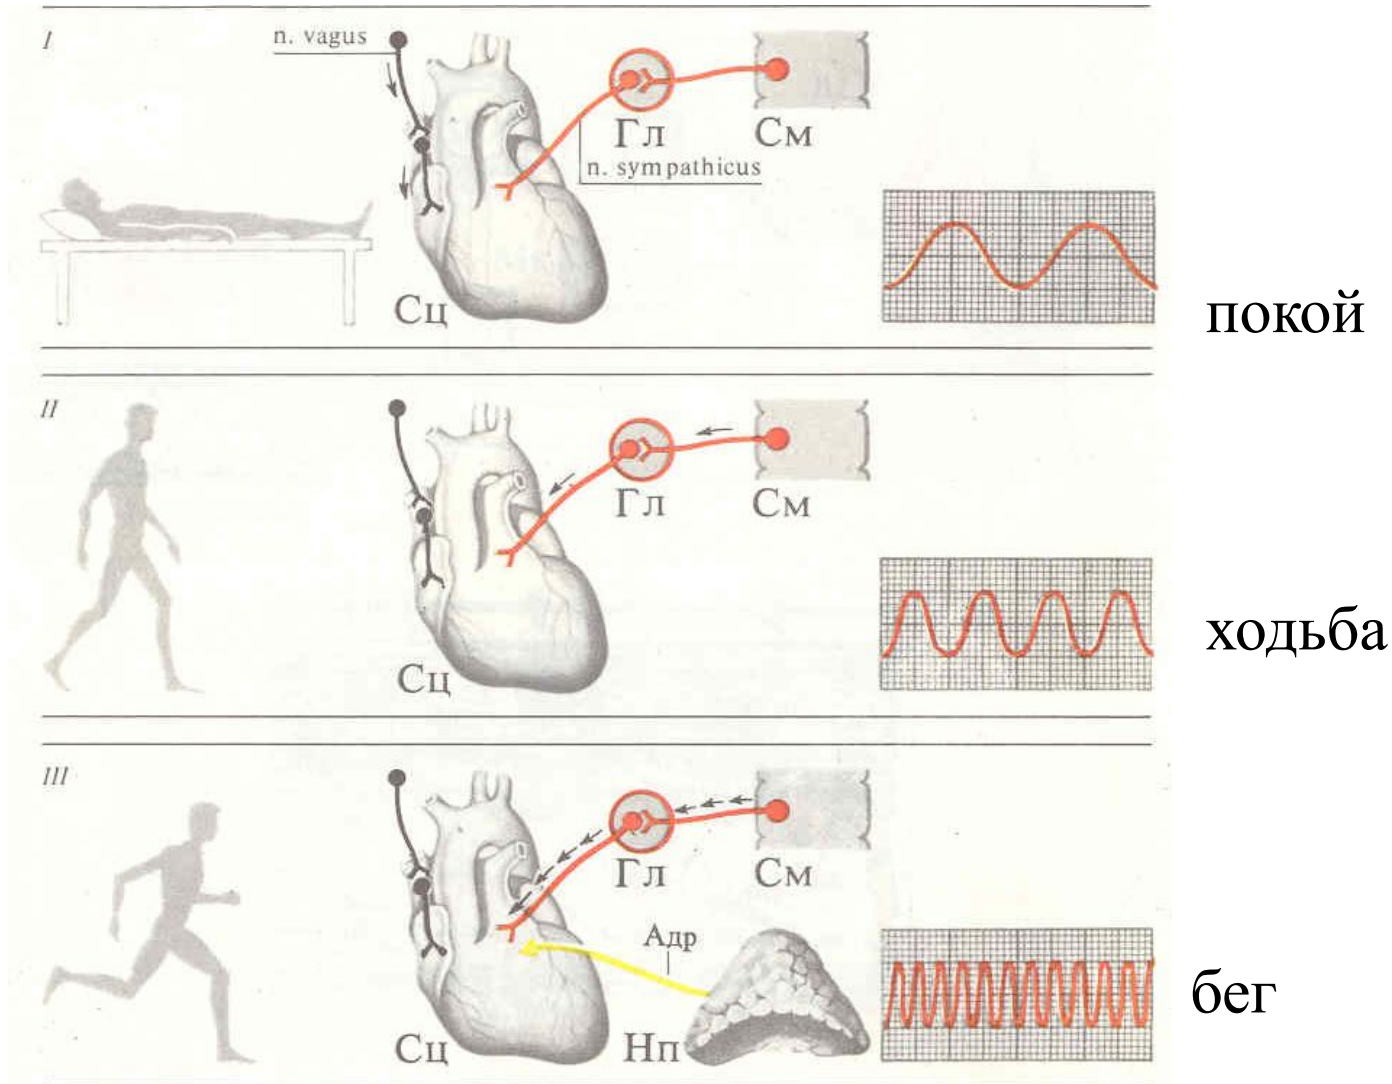 I
n. vagus
Гл
См
n. sympathicus
Сц
покой
II
Гл
См
Сц
ходьба
III
Гл
См
Адр
Сц
Нп
бег